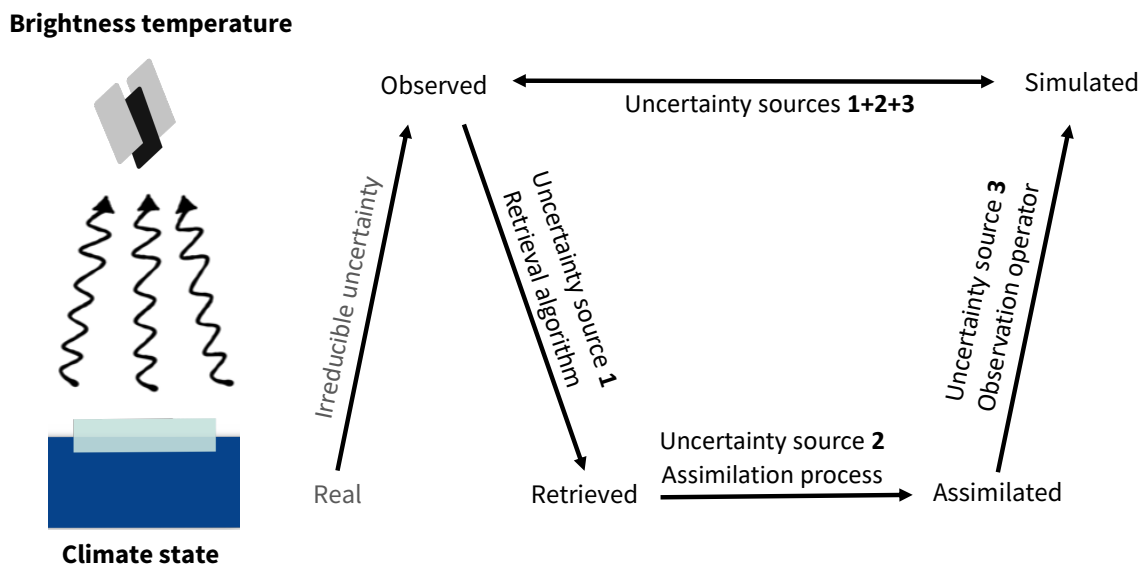 Brightness temperature
Observed
Simulated
Uncertainty sources 1+2+3
Irreducible uncertainty
Uncertainty source 1
Retrieval algorithm
Uncertainty source 3
Observation operator
Uncertainty source 2
Assimilation process
Real
Retrieved
Assimilated
Climate state